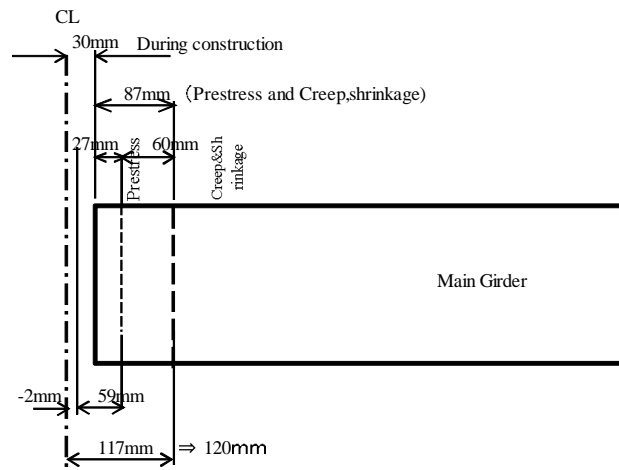 CL
30mm During construction
87mm (Prestress and Creep,shrinkage)
27mm
Prestress
60mm
Creep&Sh
rinkage
Main Girder
-2mm
59mm
117mm ⇒ 120mm